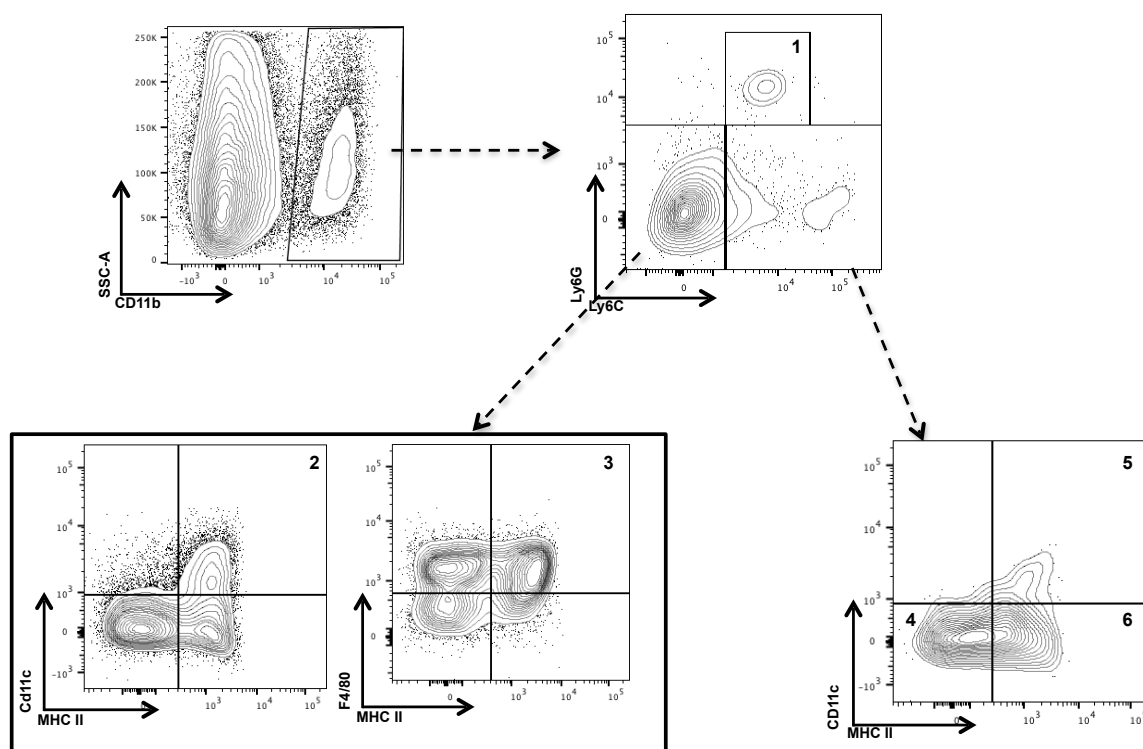 250K
200K
150K
100K
50K
0
-10³ 0 10³ 10⁴ 10⁵
SSC-A
CD11b
10⁵
10⁴
10³
0
0 10⁴ 10⁵
1
Ly6G
Ly6C
10⁵
10⁴
10³
0
-10³
2
0 10³ 10⁴ 10⁵
Cd11c
MHC II
10⁵
10⁴
10³
0
3
0 10³ 10⁴ 10⁵
F4/80
MHC II
10⁵
10⁴
10³
0
-10³
5
4 6
0 10³ 10⁴ 10⁵
CD11c
MHC II